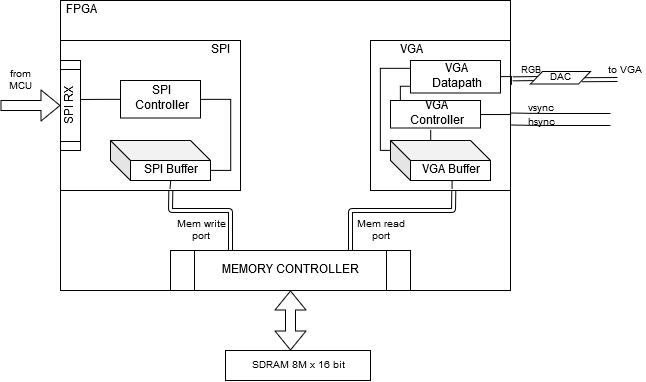 FPGA
SPI
VGA
from
MCU
SPI RX
SPI
Controller
SPI Buffer
VGA
Datapath
VGA
Controller
VGA Buffer
RGB
DAC
to VGA
vsync
hsync
Mem write
port
Mem read
port
MEMORY CONTROLLER
SDRAM 8M x 16 bit